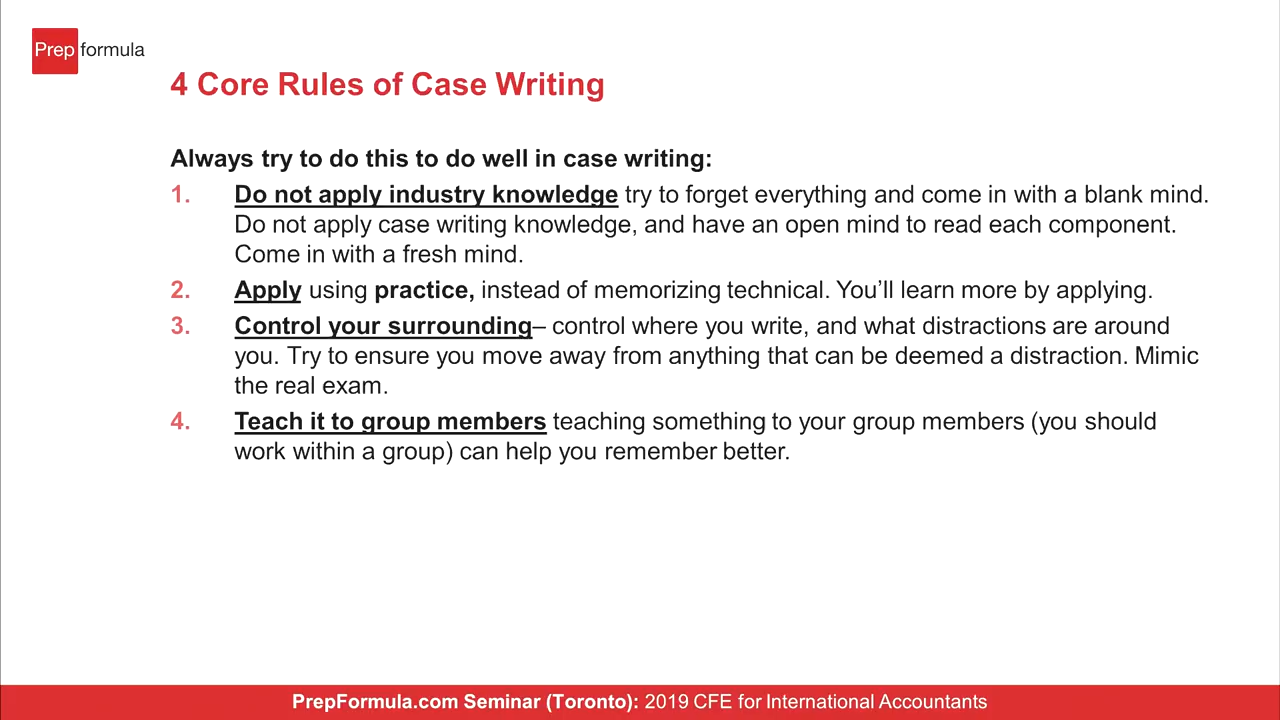 Prep formula
4 Core Rules of Case Writing
Always try to do this to do well in case writing:
1. Do not apply industry knowledge try to forget everything and come in with a blank mind.
Do not apply case writing knowledge, and have an open mind to read each component.
Come in with a fresh mind.
2. Apply using practice, instead of memorizing technical. You’ll learn more by applying.
3. Control your surrounding– control where you write, and what distractions are around
you. Try to ensure you move away from anything that can be deemed a distraction. Mimic
the real exam.
4. Teach it to group members teaching something to your group members (you should
work within a group) can help you remember better.
PrepFormula.com Seminar (Toronto): 2019 CFE for International Accountants